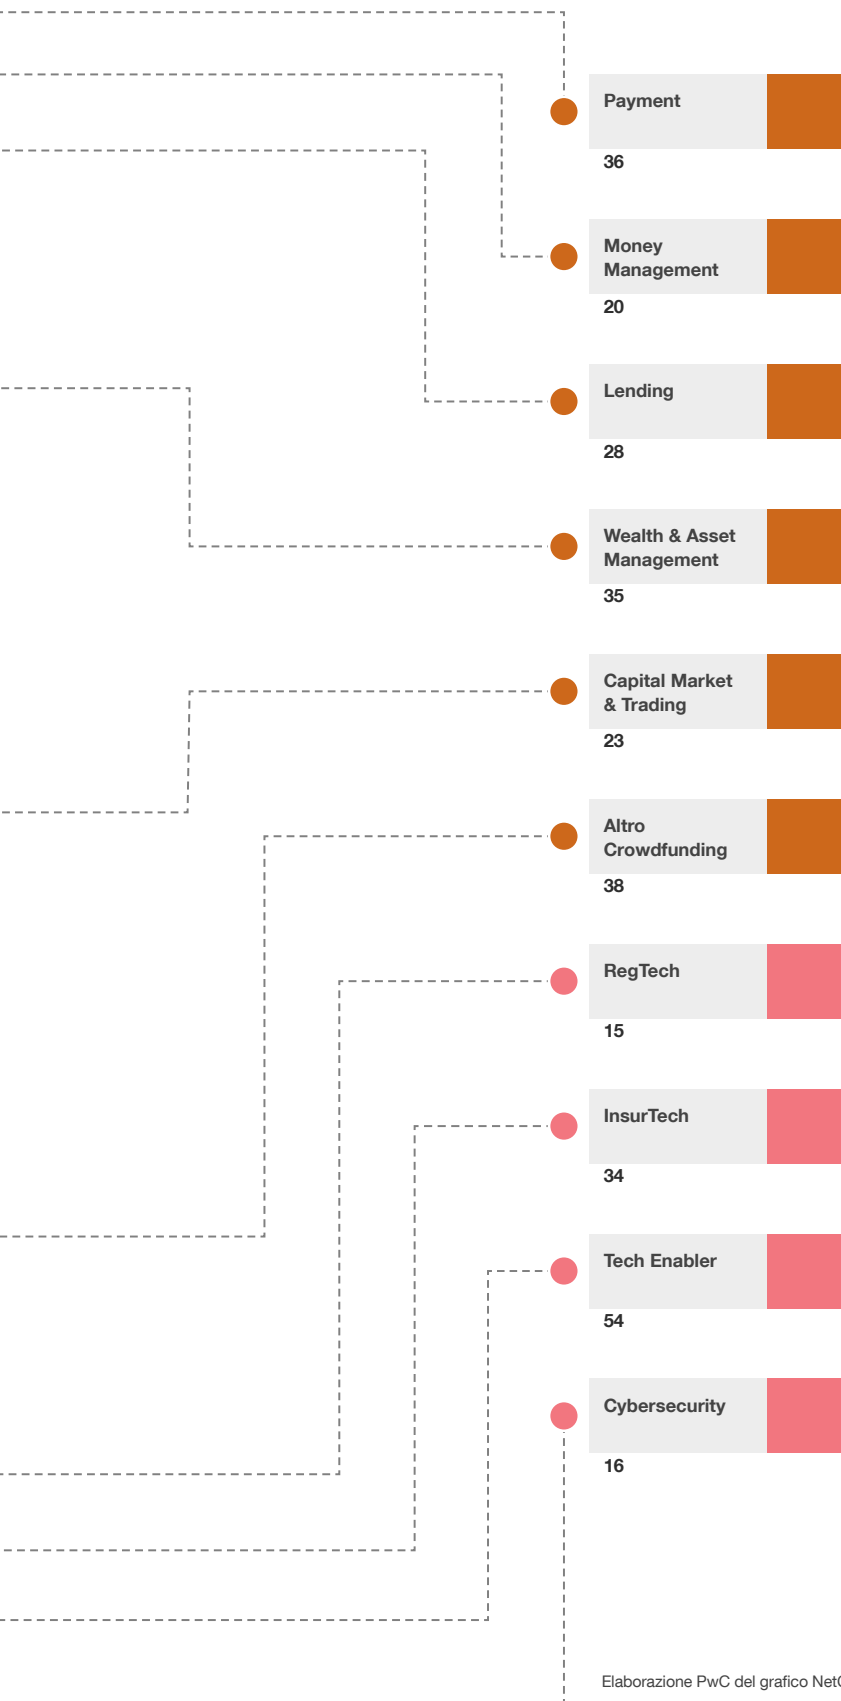 Payment
36
Money
Management
20
Lending
28
Wealth & Asset
Management
35
Capital Market
& Trading
23
Altro
Crowdfunding
38
RegTech
15
InsurTech
34
Tech Enabler
54
Cybersecurity
16
Elaborazione PwC del grafico